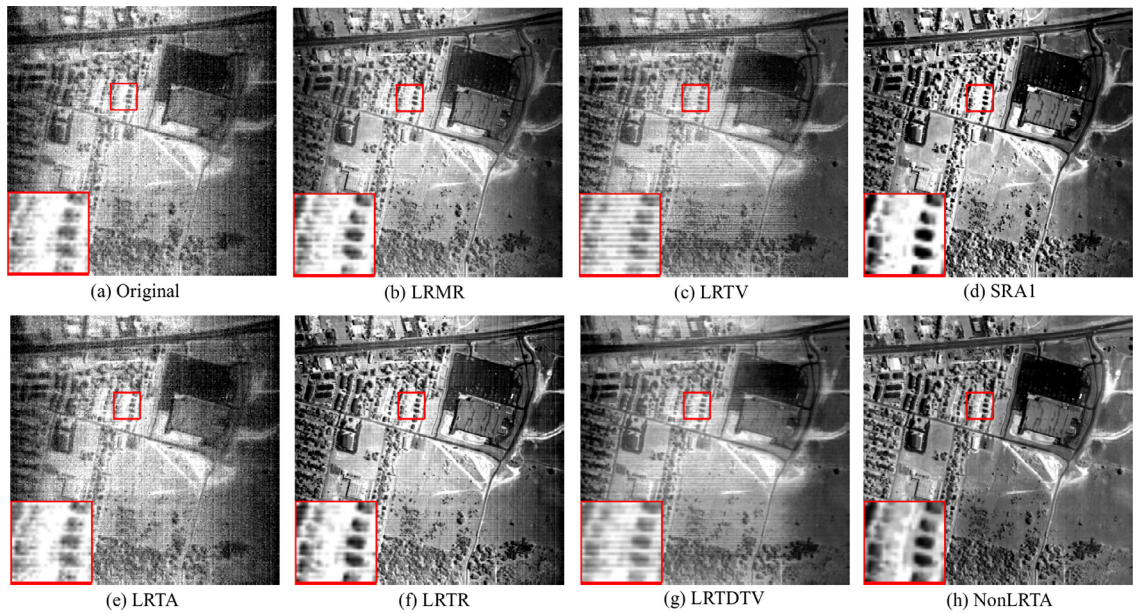 (a) Original
(b) LRMR
(c) LRTV
(d) SRA1
(e) LRTA
(f) LRTR
(g) LRTDTV
(h) NonLRTA